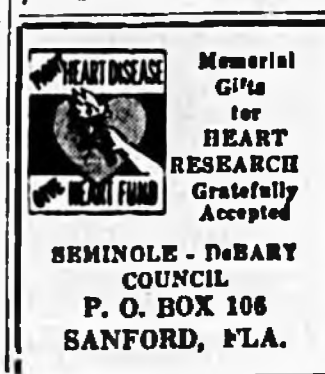 HEART DISEASE
HEART FUND
Memorial
Gifts
for
HEART
RESEARCH
Gratefully
Accepted
SEMINOLE - DeBARY
COUNCIL
P. O. BOX 106
SANFORD, FLA.